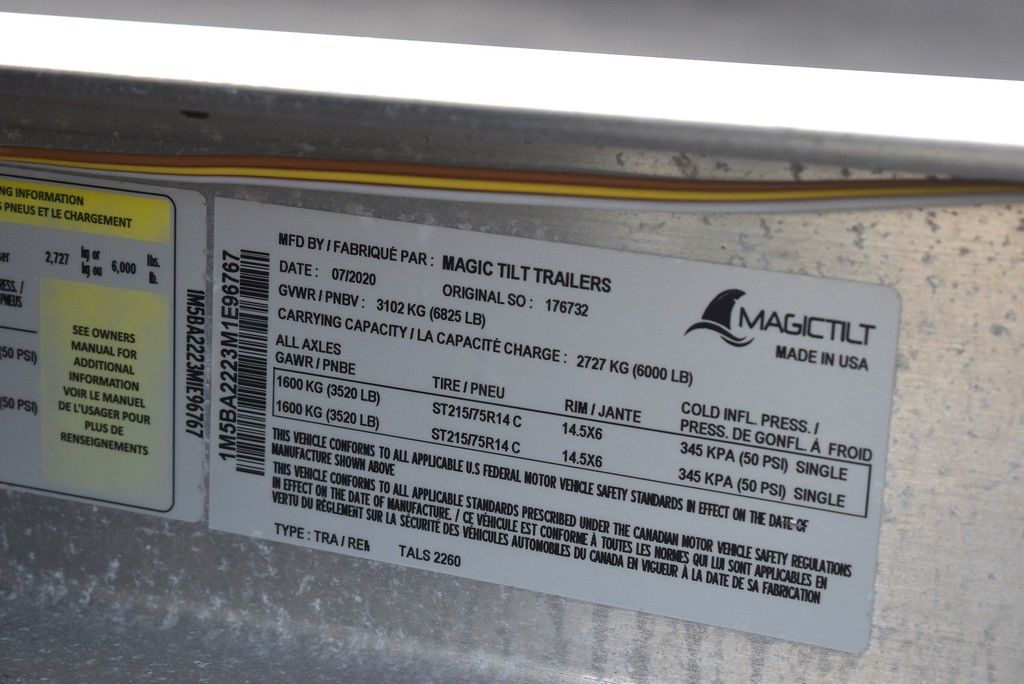 NG INFORMATION
S PNEUS ET LE CHARGEMENT
2,727 kg or kg ou 6,000 lbs. lb.
RESS. /
PNEUS
(50 PSI)
(50 PSI)
SEE OWNERS
MANUAL FOR
ADDITIONAL
INFORMATION
VOIR LE MANUEL
DE L'USAGER POUR
PLUS DE
RENSEIGNEMENTS
1M5BA2223M1E96767
1M5BA2223M1E96767
MFD BY / FABRIQUÉ PAR : MAGIC TILT TRAILERS
DATE : 07/2020 ORIGINAL SO : 176732
GVWR / PNBV : 3102 KG (6825 LB)
CARRYING CAPACITY / LA CAPACITÉ CHARGE : 2727 KG (6000 LB)
MAGICTILT
MADE IN USA
ALL AXLES
GAWR / PNBE TIRE / PNEU RIM / JANTE COLD INFL. PRESS. /
PRESS. DE GONFL. À FROID
1600 KG (3520 LB) ST215/75R14 C 14.5X6 345 KPA (50 PSI) SINGLE
1600 KG (3520 LB) ST215/75R14 C 14.5X6 345 KPA (50 PSI) SINGLE
THIS VEHICLE CONFORMS TO ALL APPLICABLE U.S FEDERAL MOTOR VEHICLE SAFETY STANDARDS IN EFFECT ON THE DATE OF
MANUFACTURE SHOWN ABOVE
THIS VEHICLE CONFORMS TO ALL APPLICABLE STANDARDS PRESCRIBED UNDER THE CANADIAN MOTOR VEHICLE SAFETY REGULATIONS
IN EFFECT ON THE DATE OF MANUFACTURE. / CE VÉHICULE EST CONFORME À TOUTES LES NORMES QUI LUI SONT APPLICABLES EN
VERTU DU RÈGLEMENT SUR LA SÉCURITÉ DES VÉHICULES AUTOMOBILES DU CANADA EN VIGUEUR À LA DATE DE SA FABRICATION
TYPE : TRA / REM TALS 2260